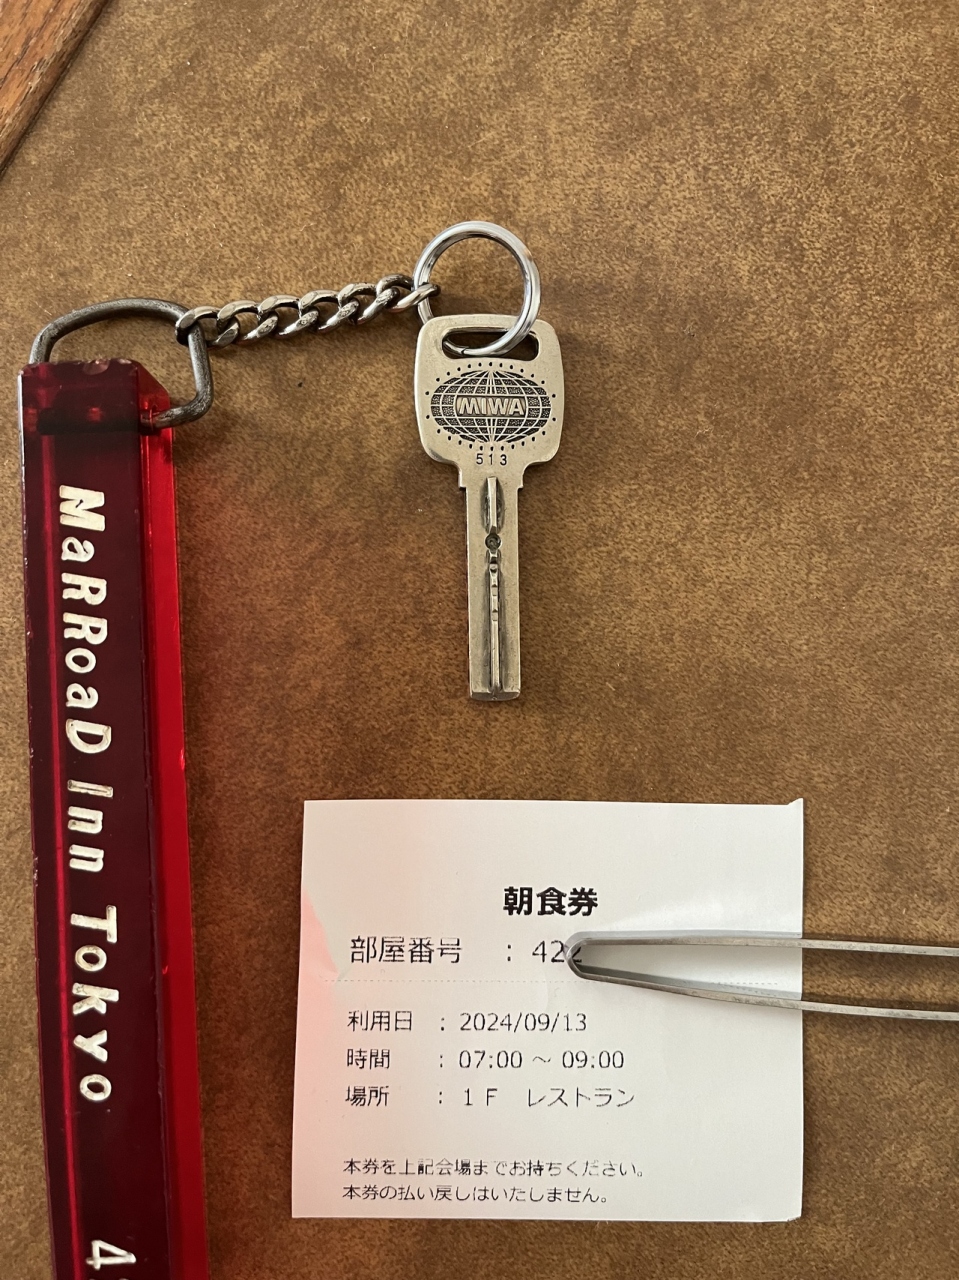 MaRRoaD Inn Tokyo
MIWA
513
朝食券
部屋番号 : 42
利用日 : 2024/09/13
時間 : 07:00 ～ 09:00
場所 : 1F レストラン
本券を上記会場までお持ちください。
本券の払い戻しはいたしません。